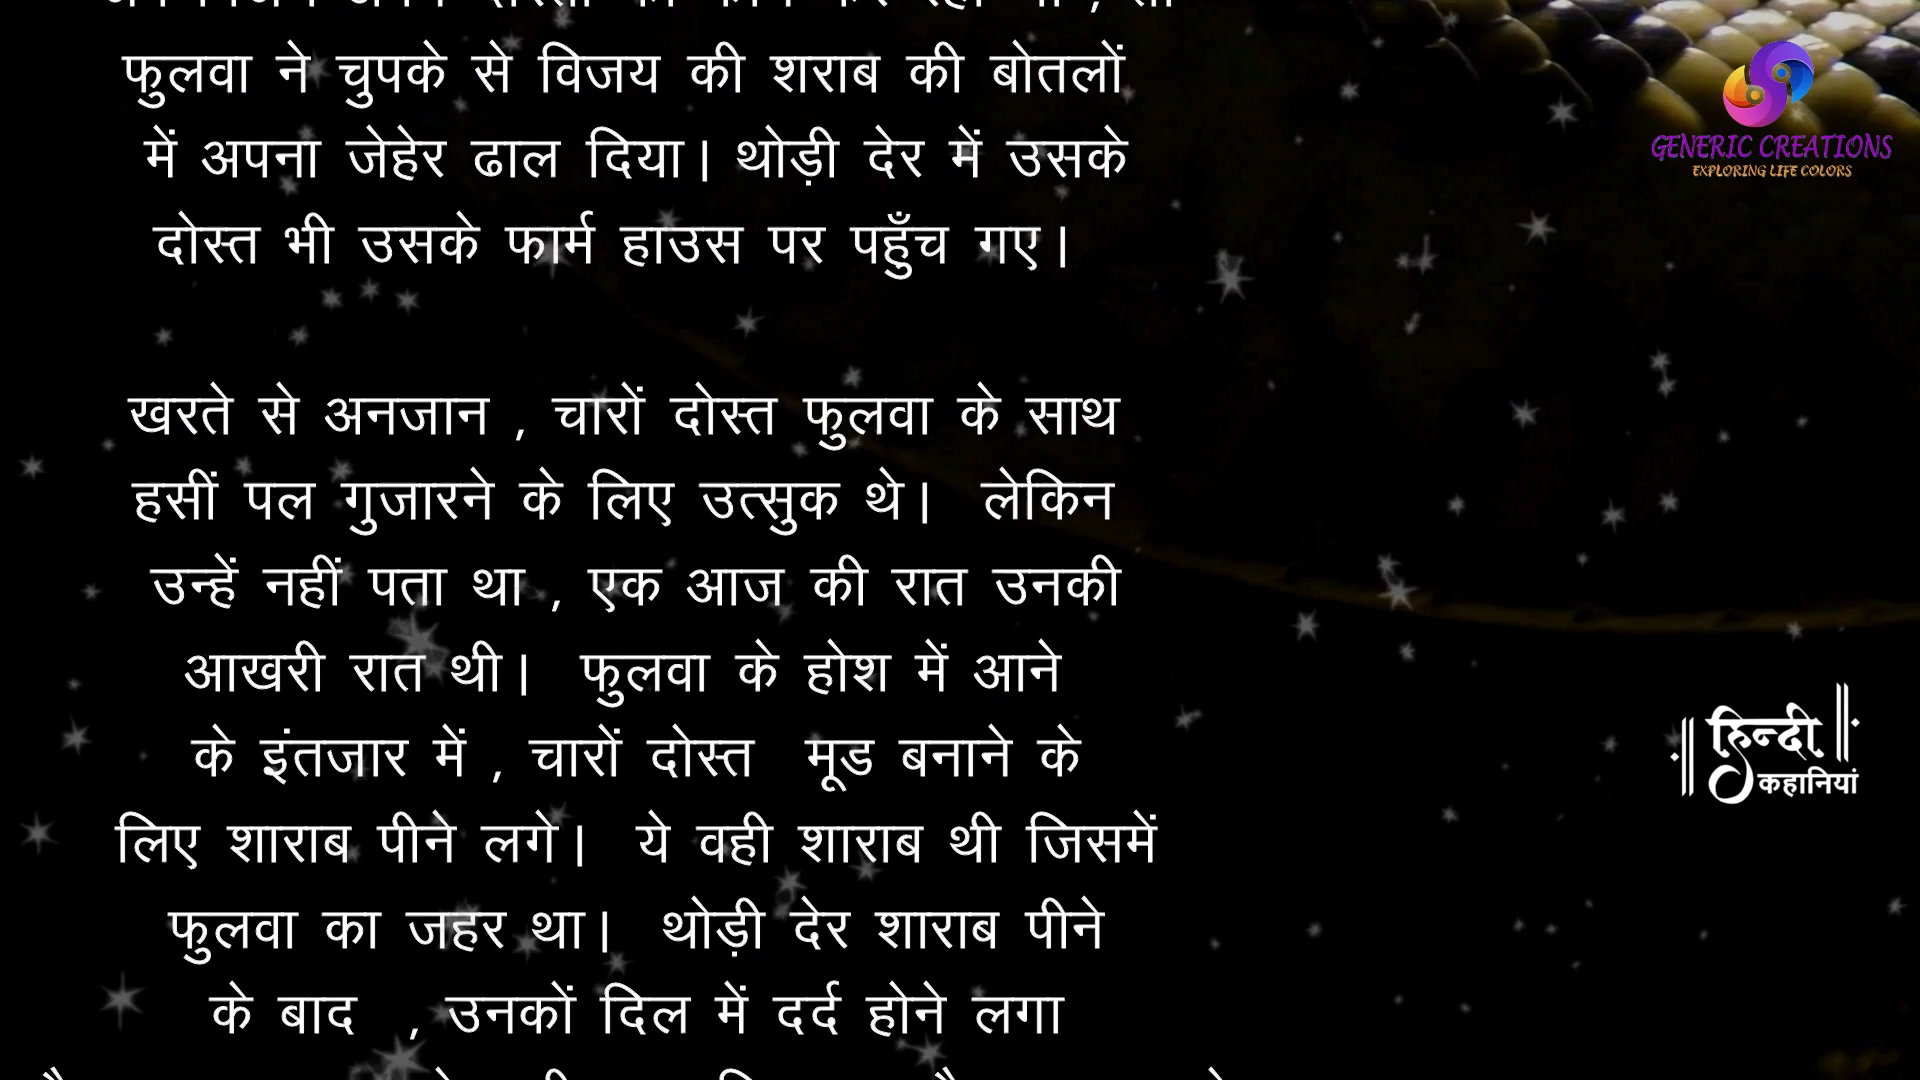 फुलवा ने चुपके से विजय की शराब की बोतलों
में अपना जेहेर ढाल दिया| थोड़ी देर में उसके
दोस्त भी उसके फार्म हाउस पर पहुँच गए|
खरते से अनजान , चारों दोस्त फुलवा के साथ
हसीं पल गुजारने के लिए उत्सुक थे| लेकिन
उन्हें नहीं पता था , एक आज की रात उनकी
आखरी रात थी| फुलवा के होश में आने
के इंतजार में , चारों दोस्त मूड बनाने के
लिए शाराब पीने लगे| ये वही शाराब थी जिसमें
फुलवा का जहर था| थोड़ी देर शाराब पीने
के बाद , उनकों दिल में दर्द होने लगा
GENERIC CREATIONS
EXPLORING LIFE COLORS
हिन्दी
कहानियां